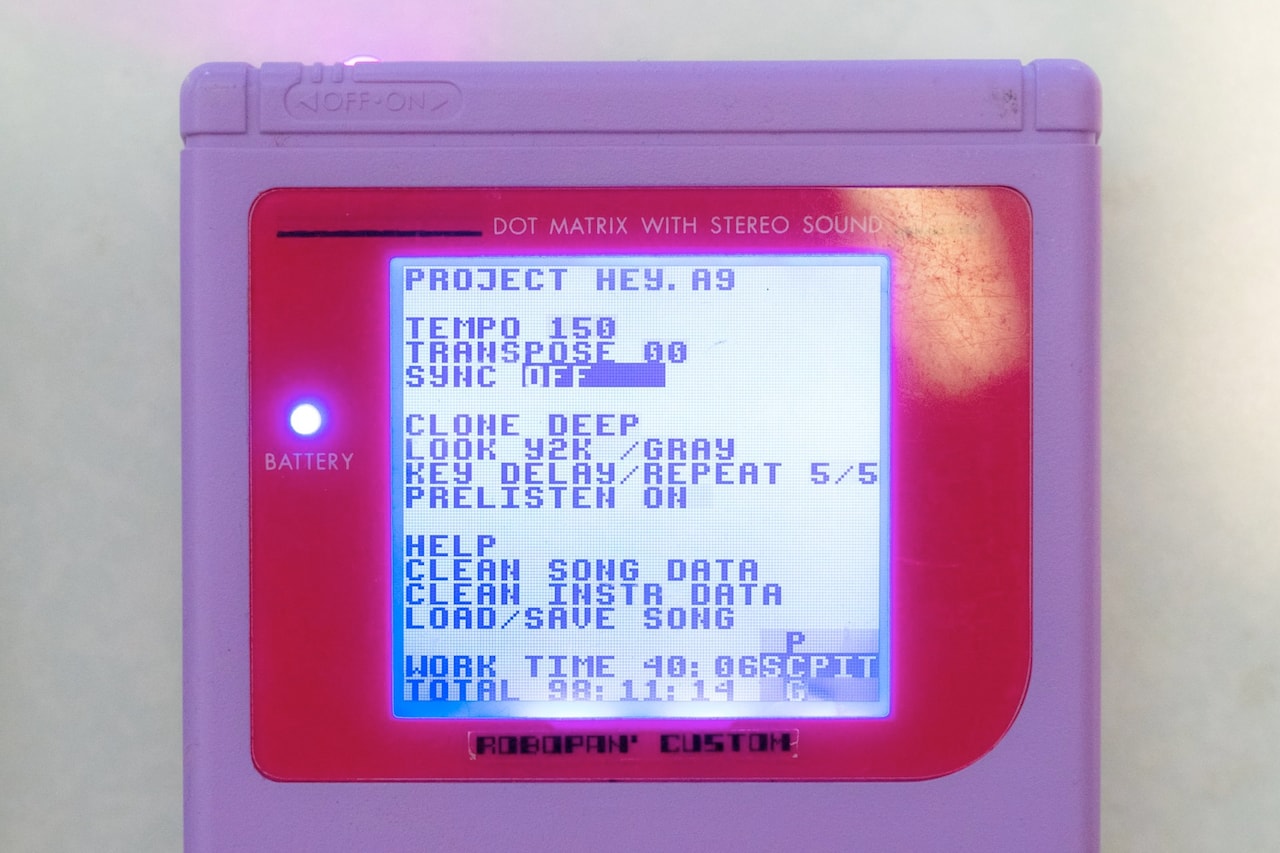 OFF•ON
DOT MATRIX WITH STEREO SOUND
PROJECT HEY.A9
TEMPO 150
TRANSPOSE 00
SYNC OFF
BATTERY
CLONE DEEP
LOOK Y2K /GRAY
KEY DELAY/REPEAT 5/5
PRELISTEN ON
HELP
CLEAN SONG DATA
CLEAN INSTR DATA
LOAD/SAVE SONG
P
WORK TIME 40:06 SCPIT
TOTAL 98:11:14 G
ROBOPAN' CUSTOM